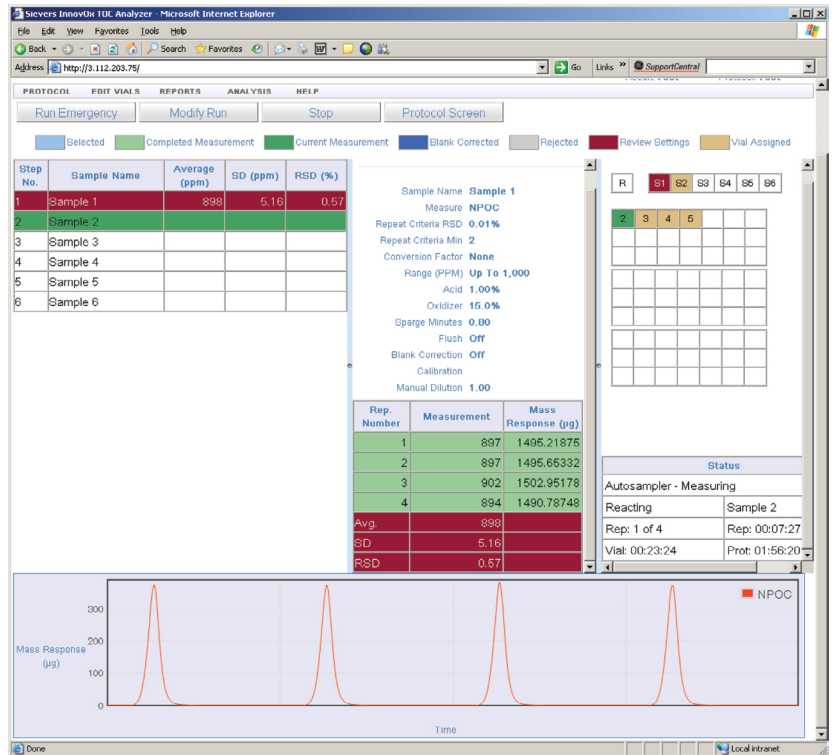 Sievers InnovOx TOC Analyzer - Microsoft Internet Explorer
File Edit View Favorites Tools Help
Back Search Favorites
Address http://3.112.203.75/ Go Links » SupportCentral
PROTOCOL EDIT VIALS REPORTS ANALYSIS HELP
Run Emergency Modify Run Stop Protocol Screen
Selected Completed Measurement Current Measurement Blank Corrected Rejected Review Settings Vial Assigned
Step No. Sample Name Average (ppm) SD (ppm) RSD (%)
1 Sample 1 898 5.16 0.57
2 Sample 2
3 Sample 3
4 Sample 4
5 Sample 5
6 Sample 6
Sample Name Sample 1
Measure NPOC
Repeat Criteria RSD 0.01%
Repeat Criteria Min 2
Conversion Factor None
Range (PPM) Up To 1,000
Acid 1.00%
Oxidizer 15.0%
Sparge Minutes 0.80
Flush Off
Blank Correction Off
Calibration
Manual Dilution 1.00
Rep. Number Measurement Mass Response (µg)
1 897 1495.21875
2 897 1495.65332
3 902 1502.95178
4 894 1490.78748
Avg. 898
SD 5.16
RSD 0.57
R S1 S2 S3 S4 S5 S6
2 3 4 5
Status
Autosampler - Measuring
Reacting Sample 2
Rep: 1 of 4 Rep: 00:07:27
Vial: 00:23:24 Prot: 01:56:20
NPOC
300
200
100
0
Mass Response (µg)
Time
Done Local intranet